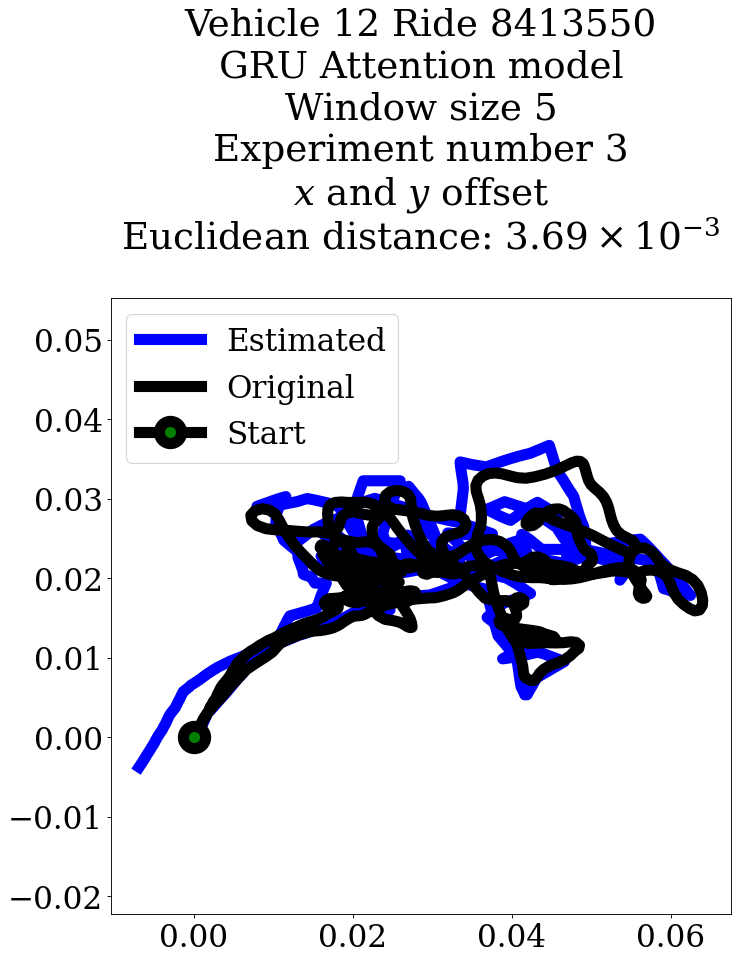 Vehicle 12 Ride 8413550
GRU Attention model
Window size 5
Experiment number 3
x and y offset
Euclidean distance: 3.69 × 10⁻³
Estimated
Original
Start
0.05
0.04
0.03
0.02
0.01
0.00
−0.01
−0.02
0.00 0.02 0.04 0.06